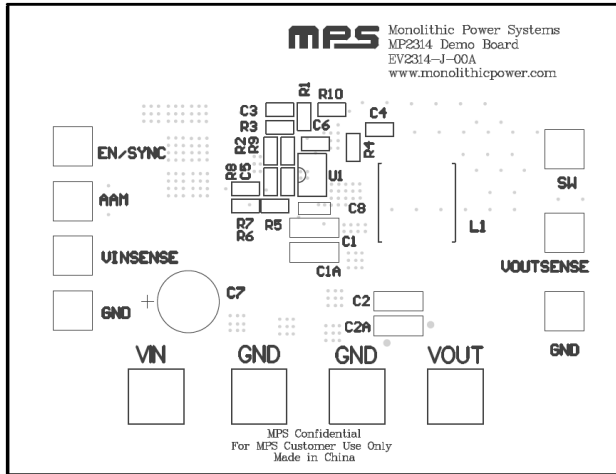 mps Monolithic Power Systems
MP2314 Demo Board
EV2314-J-00A
www.monolithicpower.com
R1 R10
C3
C4
R3
C6
R2 R9
R4
EN/SYNC
R8 C5
U1
SW
AAM
R7 R5
R6
C8
C1
L1
VINSENSE
C1A
VOUTSENSE
C7
C2
GND
C2A
GND
VIN GND GND VOUT
+
MPS Confidential
For MPS Customer Use Only
Made in China